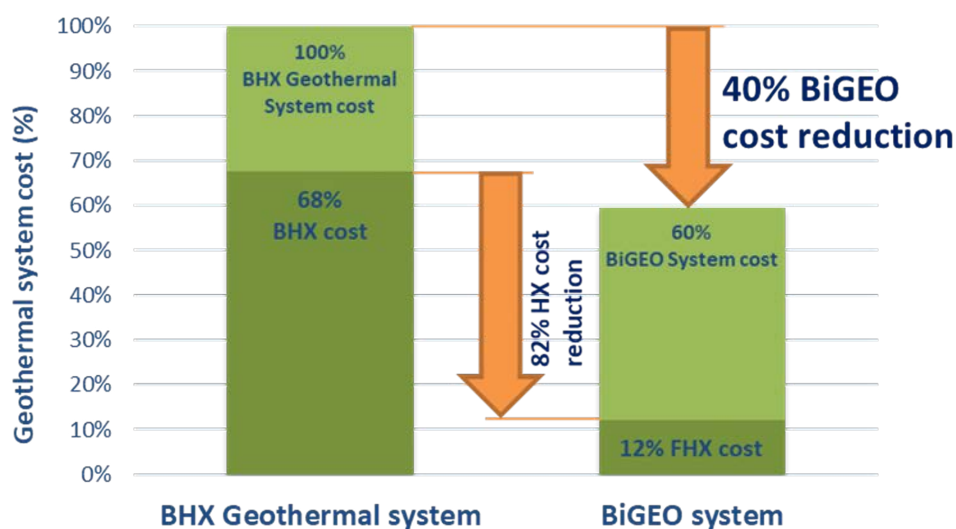 Geothermal system cost (%)
100%
90%
80%
70%
60%
50%
40%
30%
20%
10%
0%
100%
BHX Geothermal
System cost
68%
BHX cost
82% HX cost
reduction
40% BiGEO
cost reduction
60%
BiGEO System cost
12% FHX cost
BHX Geothermal system
BiGEO system